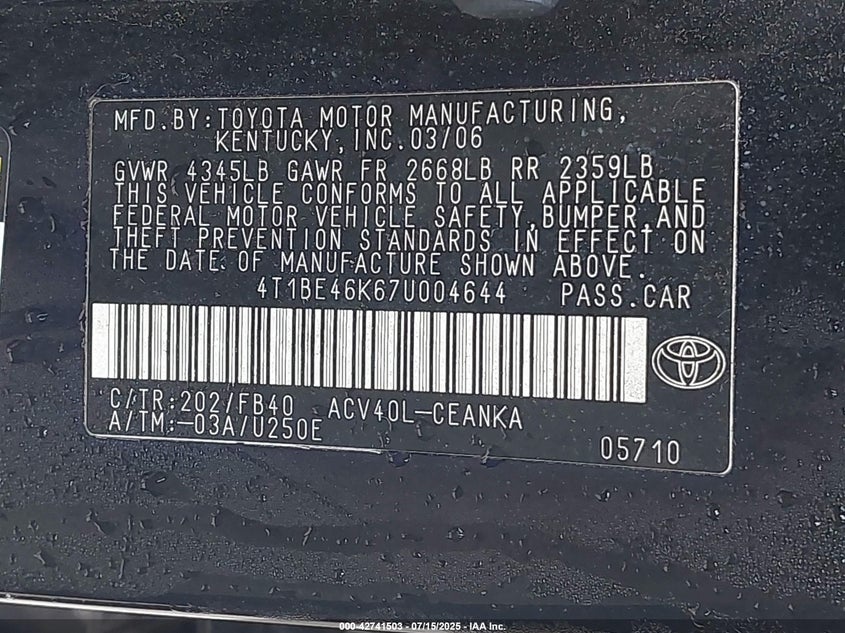 MFD.BY:TOYOTA MOTOR MANUFACTURING,
KENTUCKY,INC.03/06
GVWR 4345LB GAWR FR 2668LB RR 2359LB
THIS VEHICLE CONFORMS TO ALL APPLICABLE
FEDERAL MOTOR VEHICLE SAFETY,BUMPER,AND
THEFT PREVENTION STANDARDS IN EFFECT ON
THE DATE OF MANUFACTURE SHOWN ABOVE.
4T1BE46K67U004644 PASS.CAR
C/TR:202/FB40 ACV40L-CEANKA
A/TM:-03A/U250E
05710
000-42741503 - 07/15/2025 - IAA Inc.